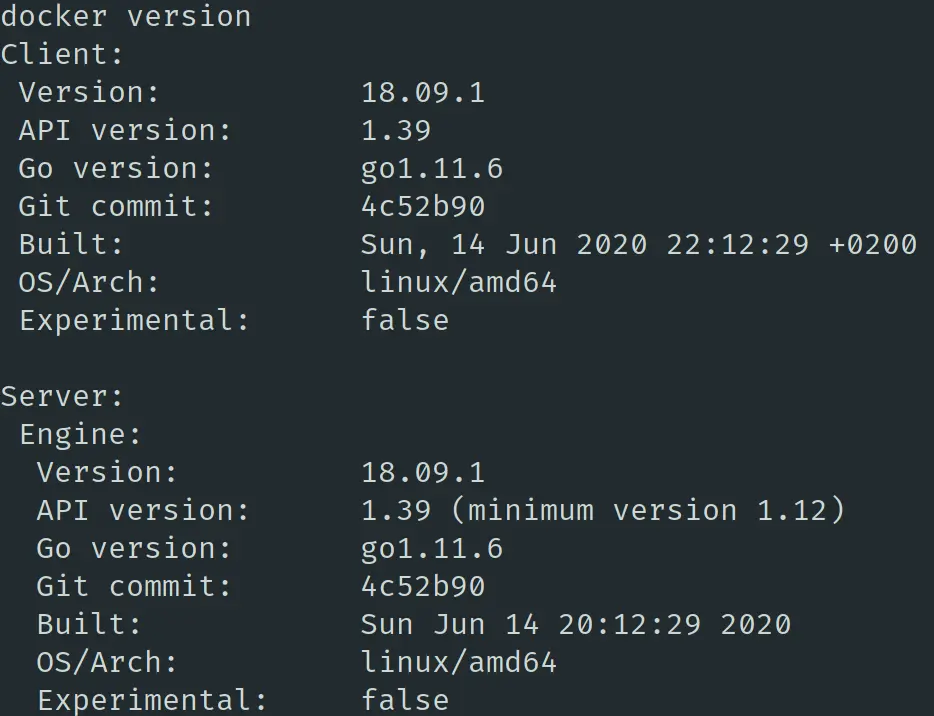 docker version
Client:
 Version:           18.09.1
 API version:       1.39
 Go version:        go1.11.6
 Git commit:        4c52b90
 Built:             Sun, 14 Jun 2020 22:12:29 +0200
 OS/Arch:           linux/amd64
 Experimental:      false

Server:
 Engine:
  Version:          18.09.1
  API version:      1.39 (minimum version 1.12)
  Go version:       go1.11.6
  Git commit:       4c52b90
  Built:            Sun Jun 14 20:12:29 2020
  OS/Arch:          linux/amd64
  Experimental:     false